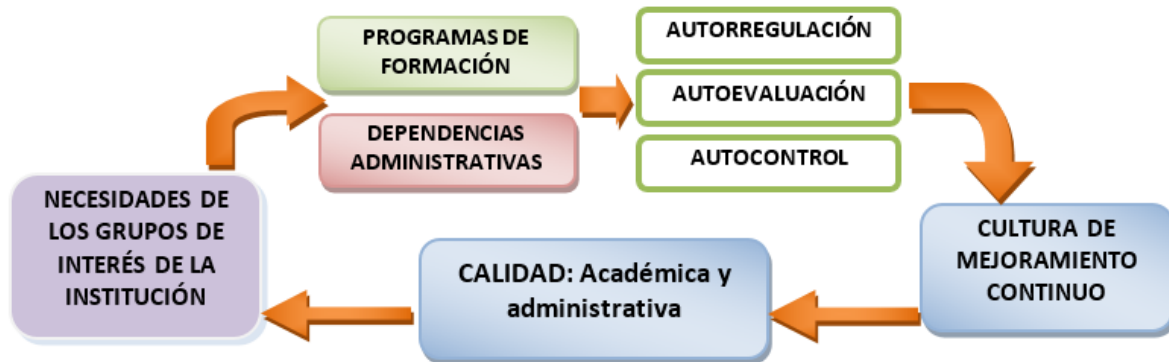 PROGRAMAS DE
FORMACIÓN
DEPENDENCIAS
ADMINISTRATIVAS
AUTORREGULACIÓN
AUTOEVALUACIÓN
AUTOCONTROL
NECESIDADES DE
LOS GRUPOS DE
INTERÉS DE LA
INSTITUCIÓN
CALIDAD: Académica y
administrativa
CULTURA DE
MEJORAMIENTO
CONTINUO